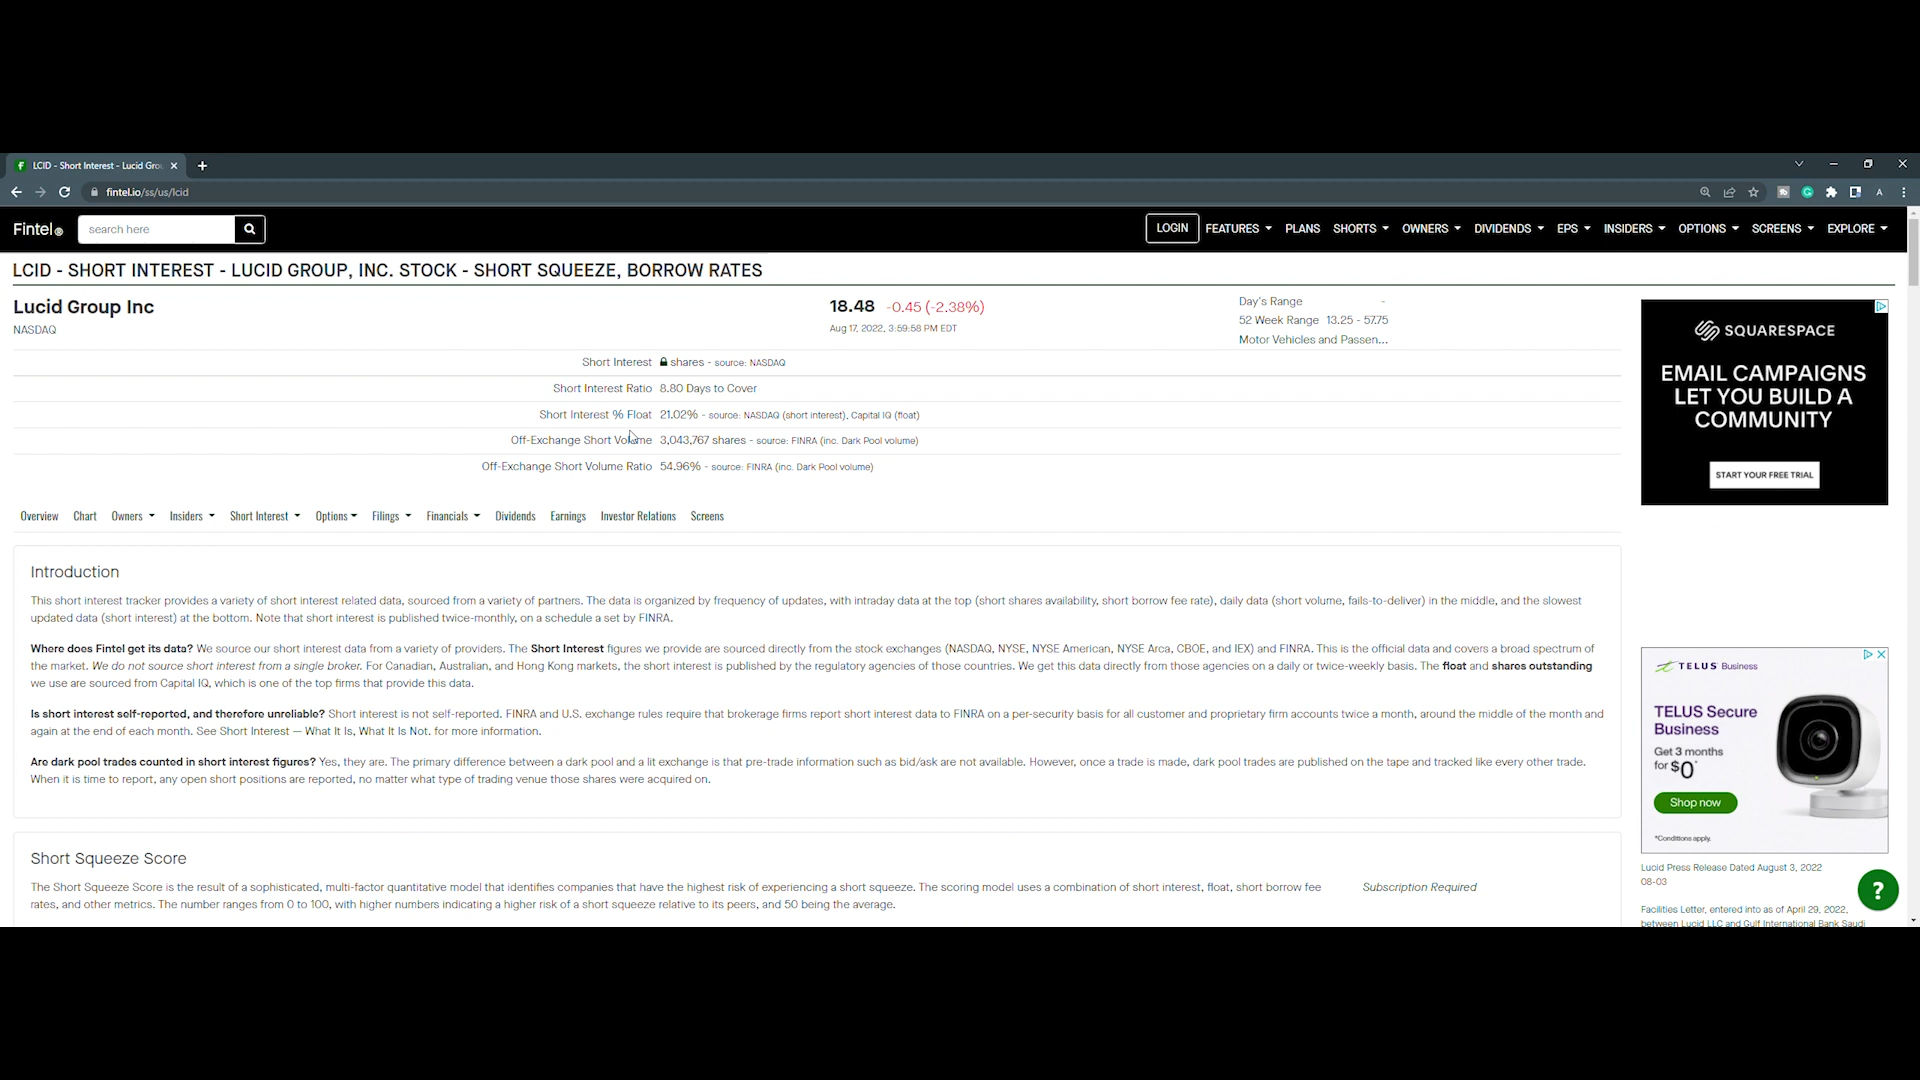 LCID - Short Interest - Lucid Grou
fintel.io/ss/us/lcid
A
Fintel®
search here
LOGIN FEATURES PLANS SHORTS OWNERS DIVIDENDS EPS INSIDERS OPTIONS SCREENS EXPLORE
LCID - SHORT INTEREST - LUCID GROUP, INC. STOCK - SHORT SQUEEZE, BORROW RATES
Lucid Group Inc
NASDAQ
18.48 -0.45 (-2.38%)
Aug 17, 2022, 3:59:58 PM EDT
Day's Range -
52 Week Range 13.25 - 57.75
Motor Vehicles and Passen...
Short Interest shares - source: NASDAQ
Short Interest Ratio 8.80 Days to Cover
Short Interest % Float 21.02% - source: NASDAQ (short interest), Capital IQ (float)
Off-Exchange Short Volume 3,043,767 shares - source: FINRA (inc. Dark Pool volume)
Off-Exchange Short Volume Ratio 54.96% - source: FINRA (inc. Dark Pool volume)
Overview Chart Owners Insiders Short Interest Options Filings Financials Dividends Earnings Investor Relations Screens
Introduction
This short interest tracker provides a variety of short interest related data, sourced from a variety of partners. The data is organized by frequency of updates, with intraday data at the top (short shares availability, short borrow fee rate), daily data (short volume, fails-to-deliver) in the middle, and the slowest
updated data (short interest) at the bottom. Note that short interest is published twice-monthly, on a schedule a set by FINRA.
Where does Fintel get its data? We source our short interest data from a variety of providers. The Short Interest figures we provide are sourced directly from the stock exchanges (NASDAQ, NYSE, NYSE American, NYSE Arca, CBOE, and IEX) and FINRA. This is the official data and covers a broad spectrum of
the market. We do not source short interest from a single broker. For Canadian, Australian, and Hong Kong markets, the short interest is published by the regulatory agencies of those countries. We get this data directly from those agencies on a daily or twice-weekly basis. The float and shares outstanding
we use are sourced from Capital IQ, which is one of the top firms that provide this data.
Is short interest self-reported, and therefore unreliable? Short interest is not self-reported. FINRA and U.S. exchange rules require that brokerage firms report short interest data to FINRA on a per-security basis for all customer and proprietary firm accounts twice a month, around the middle of the month and
again at the end of each month. See Short Interest — What It Is, What It Is Not. for more information.
Are dark pool trades counted in short interest figures? Yes, they are. The primary difference between a dark pool and a lit exchange is that pre-trade information such as bid/ask are not available. However, once a trade is made, dark pool trades are published on the tape and tracked like every other trade.
When it is time to report, any open short positions are reported, no matter what type of trading venue those shares were acquired on.
Short Squeeze Score
The Short Squeeze Score is the result of a sophisticated, multi-factor quantitative model that identifies companies that have the highest risk of experiencing a short squeeze. The scoring model uses a combination of short interest, float, short borrow fee
rates, and other metrics. The number ranges from 0 to 100, with higher numbers indicating a higher risk of a short squeeze relative to its peers, and 50 being the average.
Subscription Required
SQUARESPACE
EMAIL CAMPAIGNS
LET YOU BUILD A
COMMUNITY
START YOUR FREE TRIAL
TELUS Business
TELUS Secure
Business
Get 3 months
for $0*
Shop now
*Conditions apply.
Lucid Press Release Dated August 3, 2022
08-03
Facilities Letter, entered into as of April 29, 2022,
between Lucid LLC and Gulf International Bank Saudi
?